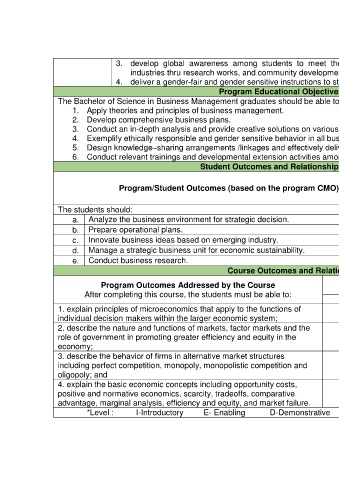 3. develop global awareness among students to meet the
industries thru research works, and community developme
4. deliver a gender-fair and gender sensitive instructions to st
Program Educational Objective
The Bachelor of Science in Business Management graduates should be able to
1. Apply theories and principles of business management.
2. Develop comprehensive business plans.
3. Conduct an in-depth analysis and provide creative solutions on various
4. Exemplify ethically responsible and gender sensitive behavior in all bus
5. Design knowledge–sharing arrangements /linkages and effectively deliv
6. Conduct relevant trainings and developmental extension activities amo
Student Outcomes and Relationship
Program/Student Outcomes (based on the program CMO)
The students should:
a. Analyze the business environment for strategic decision.
b. Prepare operational plans.
c. Innovate business ideas based on emerging industry.
d. Manage a strategic business unit for economic sustainability.
e. Conduct business research.
Course Outcomes and Relati
Program Outcomes Addressed by the Course
After completing this course, the students must be able to:
1. explain principles of microeconomics that apply to the functions of
individual decision makers within the larger economic system;
2. describe the nature and functions of markets, factor markets and the
role of government in promoting greater efficiency and equity in the
economy;
3. describe the behavior of firms in alternative market structures
including perfect competition, monopoly, monopolistic competition and
oligopoly; and
4. explain the basic economic concepts including opportunity costs,
positive and normative economics, scarcity, tradeoffs, comparative
advantage, marginal analysis, efficiency and equity, and market failure.
*Level : I-Introductory E- Enabling D-Demonstrative